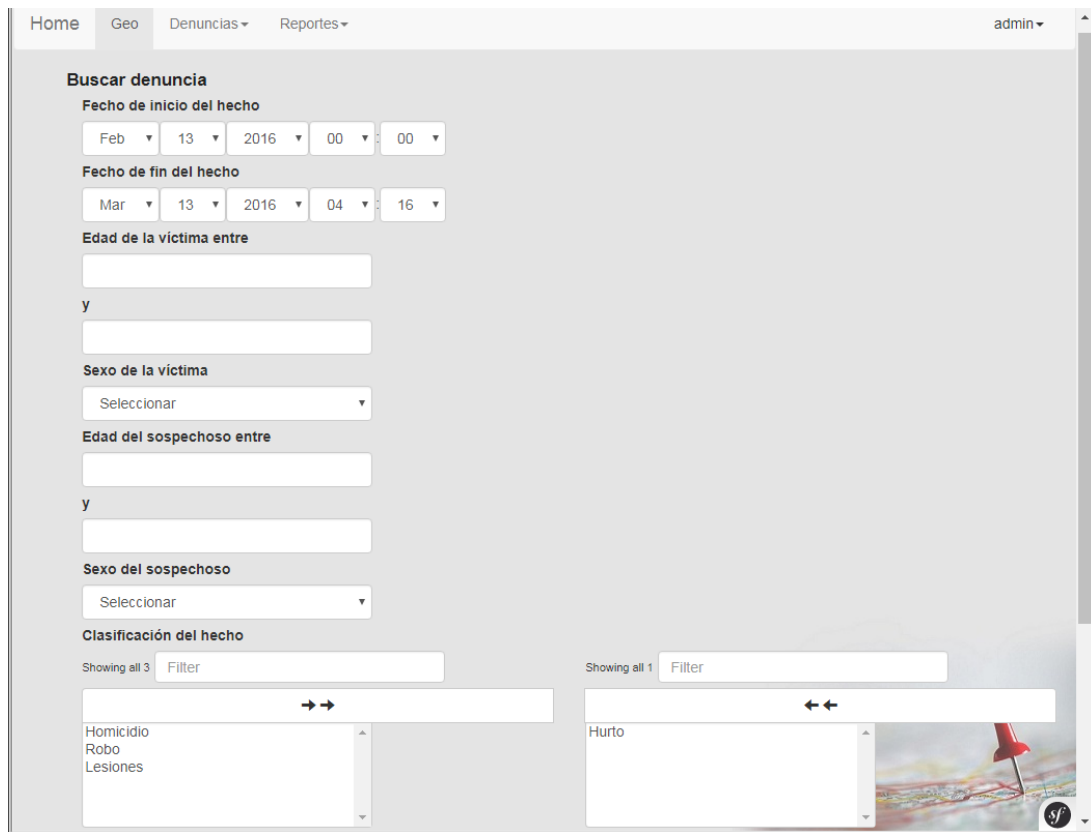 Home Geo Denuncias Reportes admin
Buscar denuncia
Fecho de inicio del hecho
Feb 13 2016 00 : 00
Fecho de fin del hecho
Mar 13 2016 04 : 16
Edad de la víctima entre
y
Sexo de la víctima
Seleccionar
Edad del sospechoso entre
y
Sexo del sospechoso
Seleccionar
Clasificación del hecho
Showing all 3 Filter Showing all 1 Filter
Homicidio Hurto
Robo
Lesiones
sf